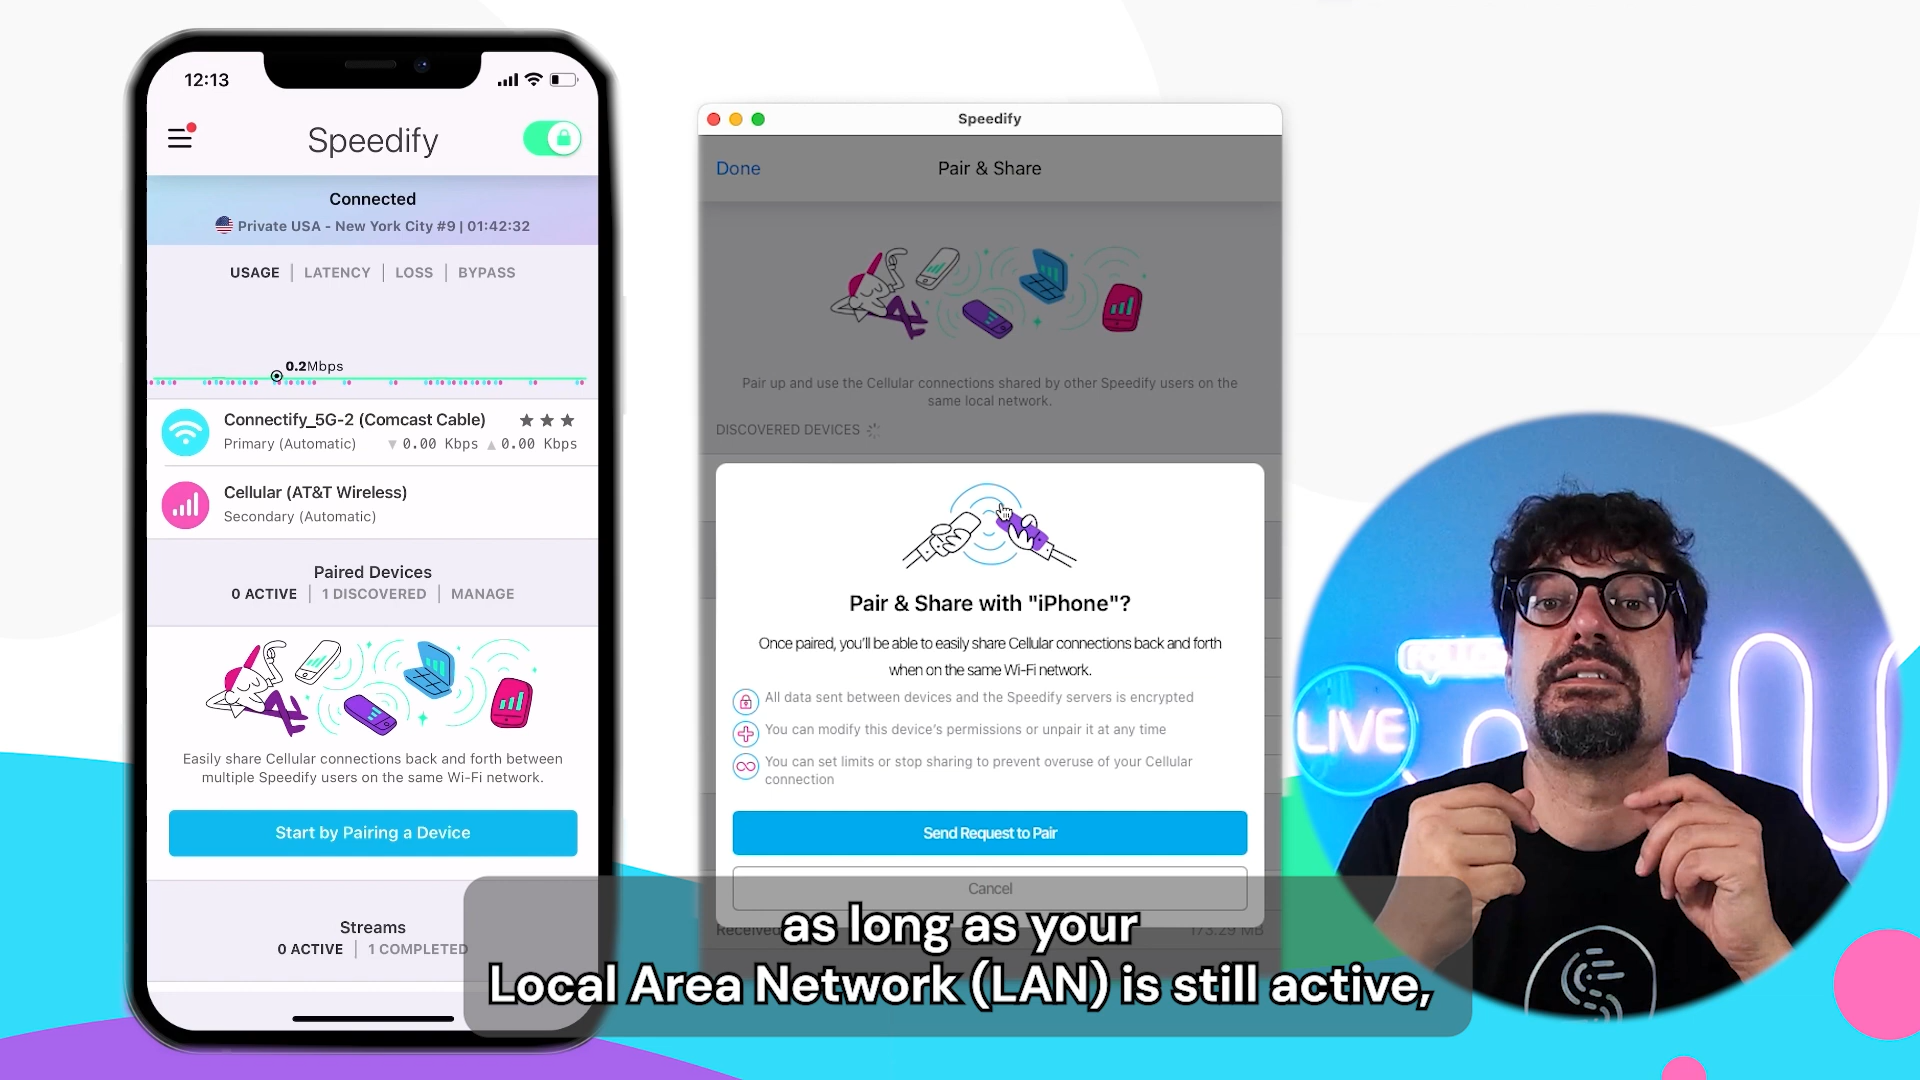 12:13
Speedify
Connected
Private USA - New York City #9 | 01:42:32
USAGE | LATENCY | LOSS | BYPASS
0.2Mbps
Connectify_5G-2 (Comcast Cable) ★ ★ ★
Primary (Automatic) ▼ 0.00 Kbps ▲ 0.00 Kbps
Cellular (AT&T Wireless)
Secondary (Automatic)
Paired Devices
0 ACTIVE | 1 DISCOVERED | MANAGE
Easily share Cellular connections back and forth between
multiple Speedify users on the same Wi-Fi network.
Start by Pairing a Device
Streams
0 ACTIVE | 1 COMPLETED
Speedify
Done Pair & Share
Pair up and use the Cellular connections shared by other Speedify users on the
same local network.
DISCOVERED DEVICES
Pair & Share with "iPhone"?
Once paired, you'll be able to easily share Cellular connections back and forth
when on the same Wi-Fi network.
All data sent between devices and the Speedify servers is encrypted
You can modify this device's permissions or unpair it at any time
You can set limits or stop sharing to prevent overuse of your Cellular
connection
Send Request to Pair
Cancel
Received 173.29 MB
LIVE
as long as your
Local Area Network (LAN) is still active,